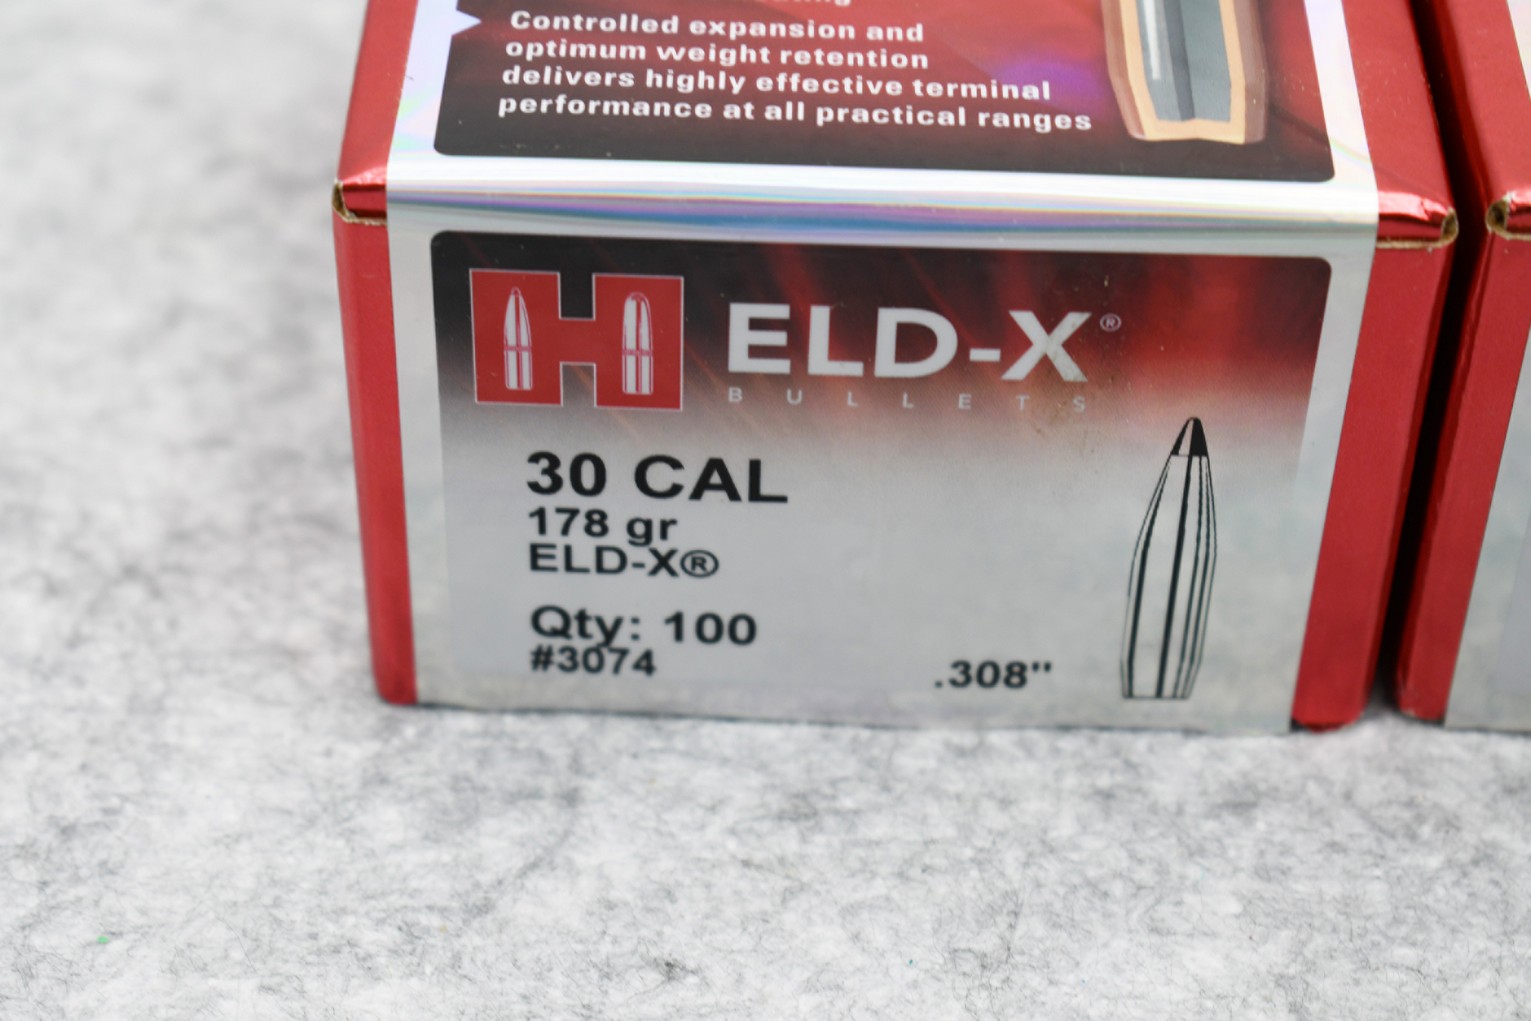 Controlled expansion and
optimum weight retention
delivers highly effective terminal
performance at all practical ranges
H ELD-X®
BULLETS
30 CAL
178 gr
ELD-X®
Qty: 100
#3074
.308"